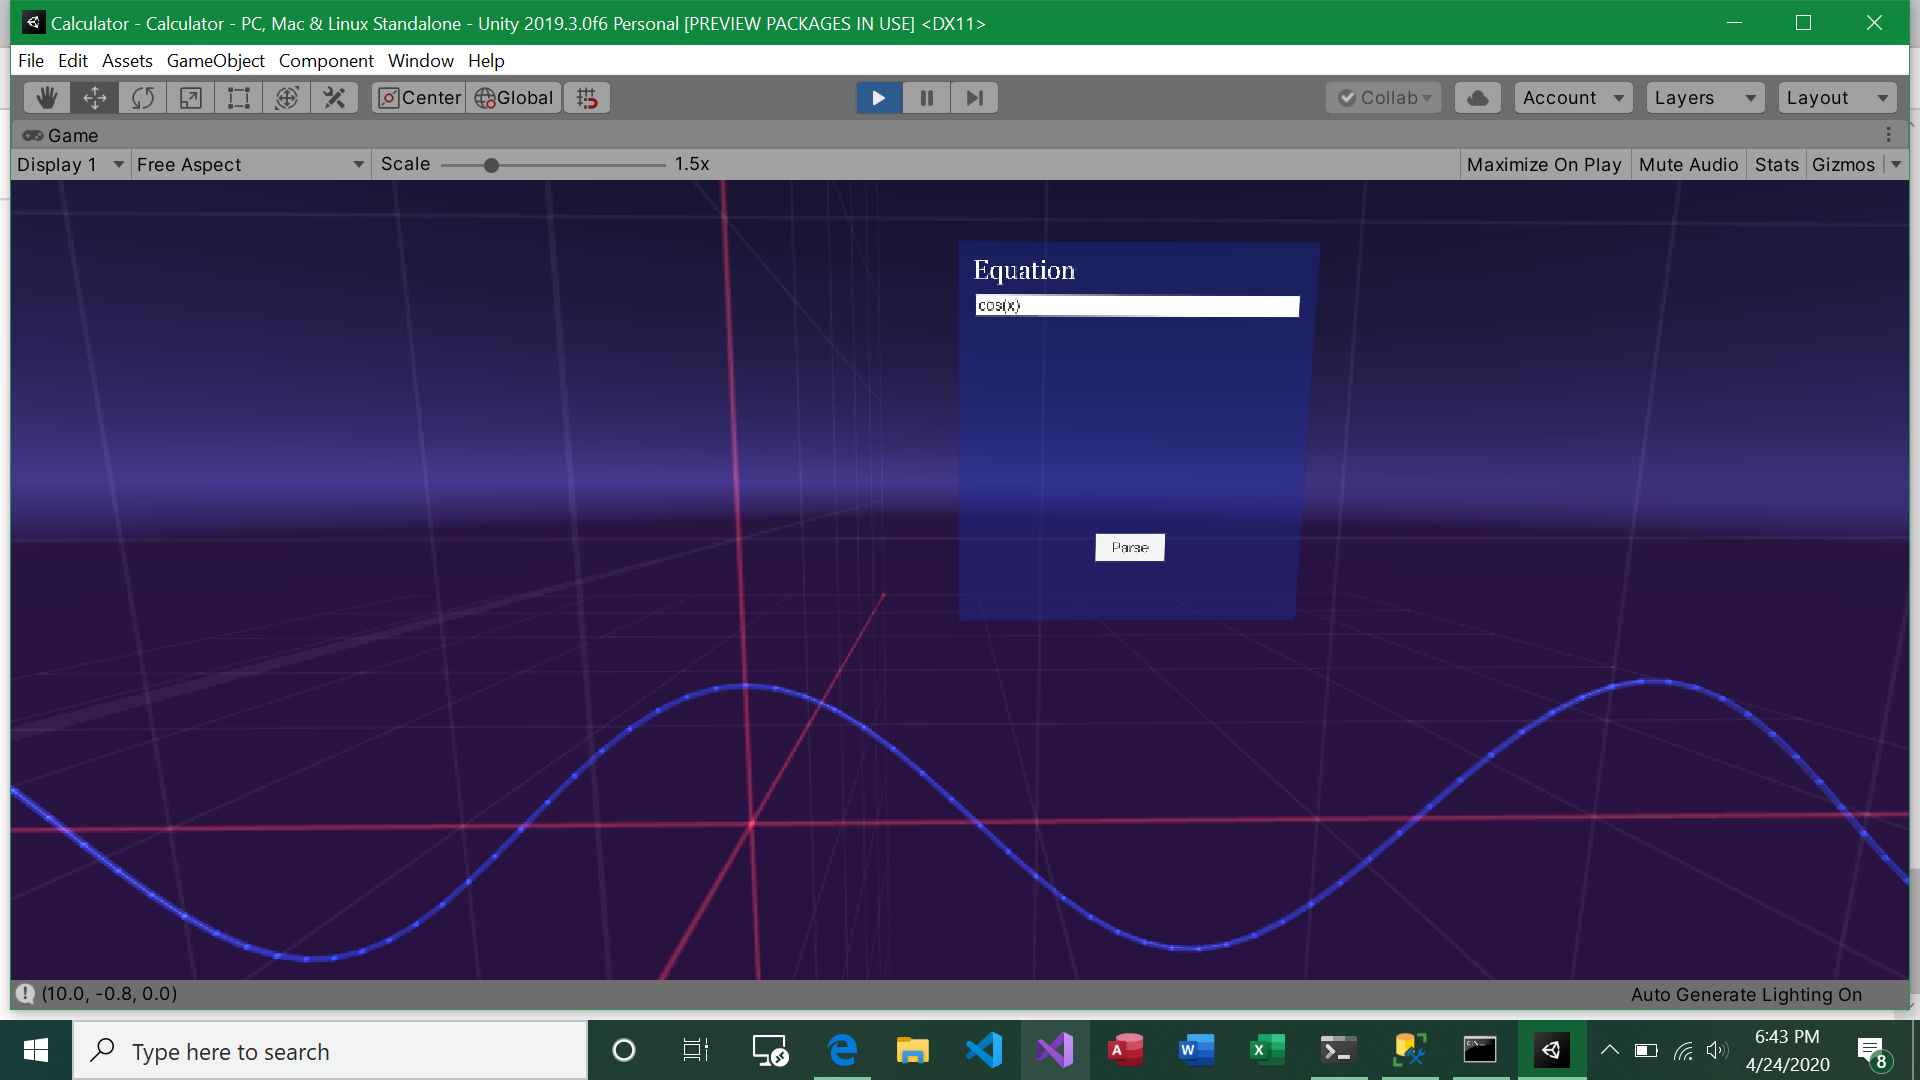 Calculator - Calculator - PC, Mac & Linux Standalone - Unity 2019.3.0f6 Personal [PREVIEW PACKAGES IN USE] <DX11>
File Edit Assets GameObject Component Window Help
Center Global Collab Account Layers Layout
Game
Display 1 Free Aspect Scale 1.5x Maximize On Play Mute Audio Stats Gizmos
Equation
cos(x)
Parse
(10.0, -0.8, 0.0) Auto Generate Lighting On
Type here to search
6:43 PM
4/24/2020
8